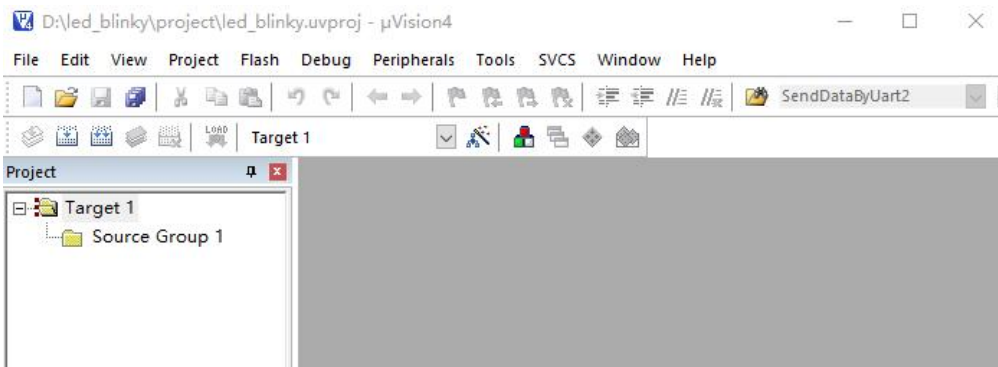 D:\led_blinky\project\led_blinky.uvproj - µVision4
File Edit View Project Flash Debug Peripherals Tools SVCS Window Help
SendDataByUart2
LOAD Target 1
Project
Target 1
Source Group 1